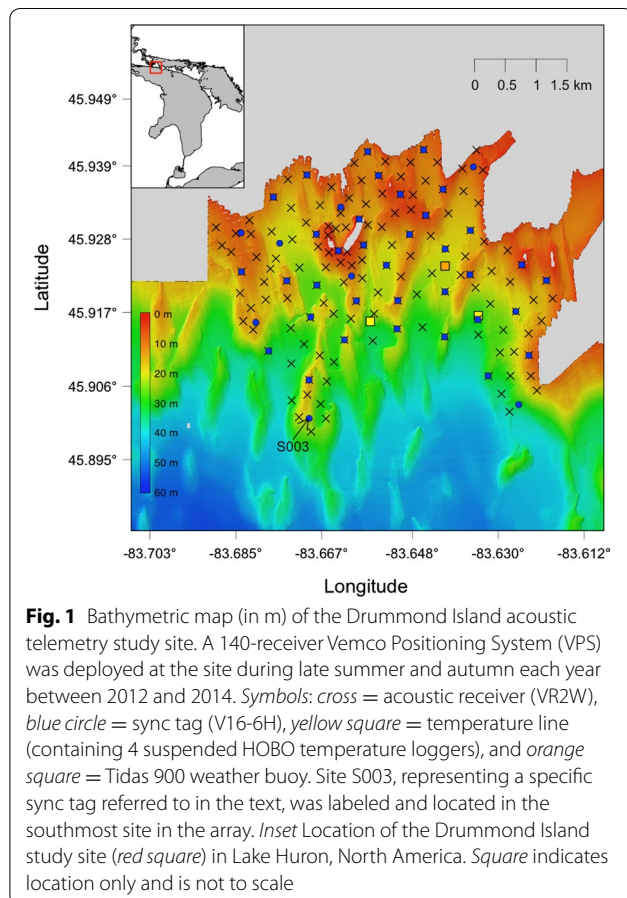 0 0.5 1 1.5 km
45.949°
45.939°
45.928°
45.917°
45.906°
45.895°
Latitude
0 m
10 m
20 m
30 m
40 m
50 m
60 m
S003
-83.703° -83.685° -83.667° -83.648° -83.630° -83.612°
Longitude
Fig. 1 Bathymetric map (in m) of the Drummond Island acoustic
telemetry study site. A 140-receiver Vemco Positioning System (VPS)
was deployed at the site during late summer and autumn each year
between 2012 and 2014. Symbols: cross = acoustic receiver (VR2W),
blue circle = sync tag (V16-6H), yellow square = temperature line
(containing 4 suspended HOBO temperature loggers), and orange
square = Tidas 900 weather buoy. Site S003, representing a specific
sync tag referred to in the text, was labeled and located in the
southmost site in the array. Inset Location of the Drummond Island
study site (red square) in Lake Huron, North America. Square indicates
location only and is not to scale